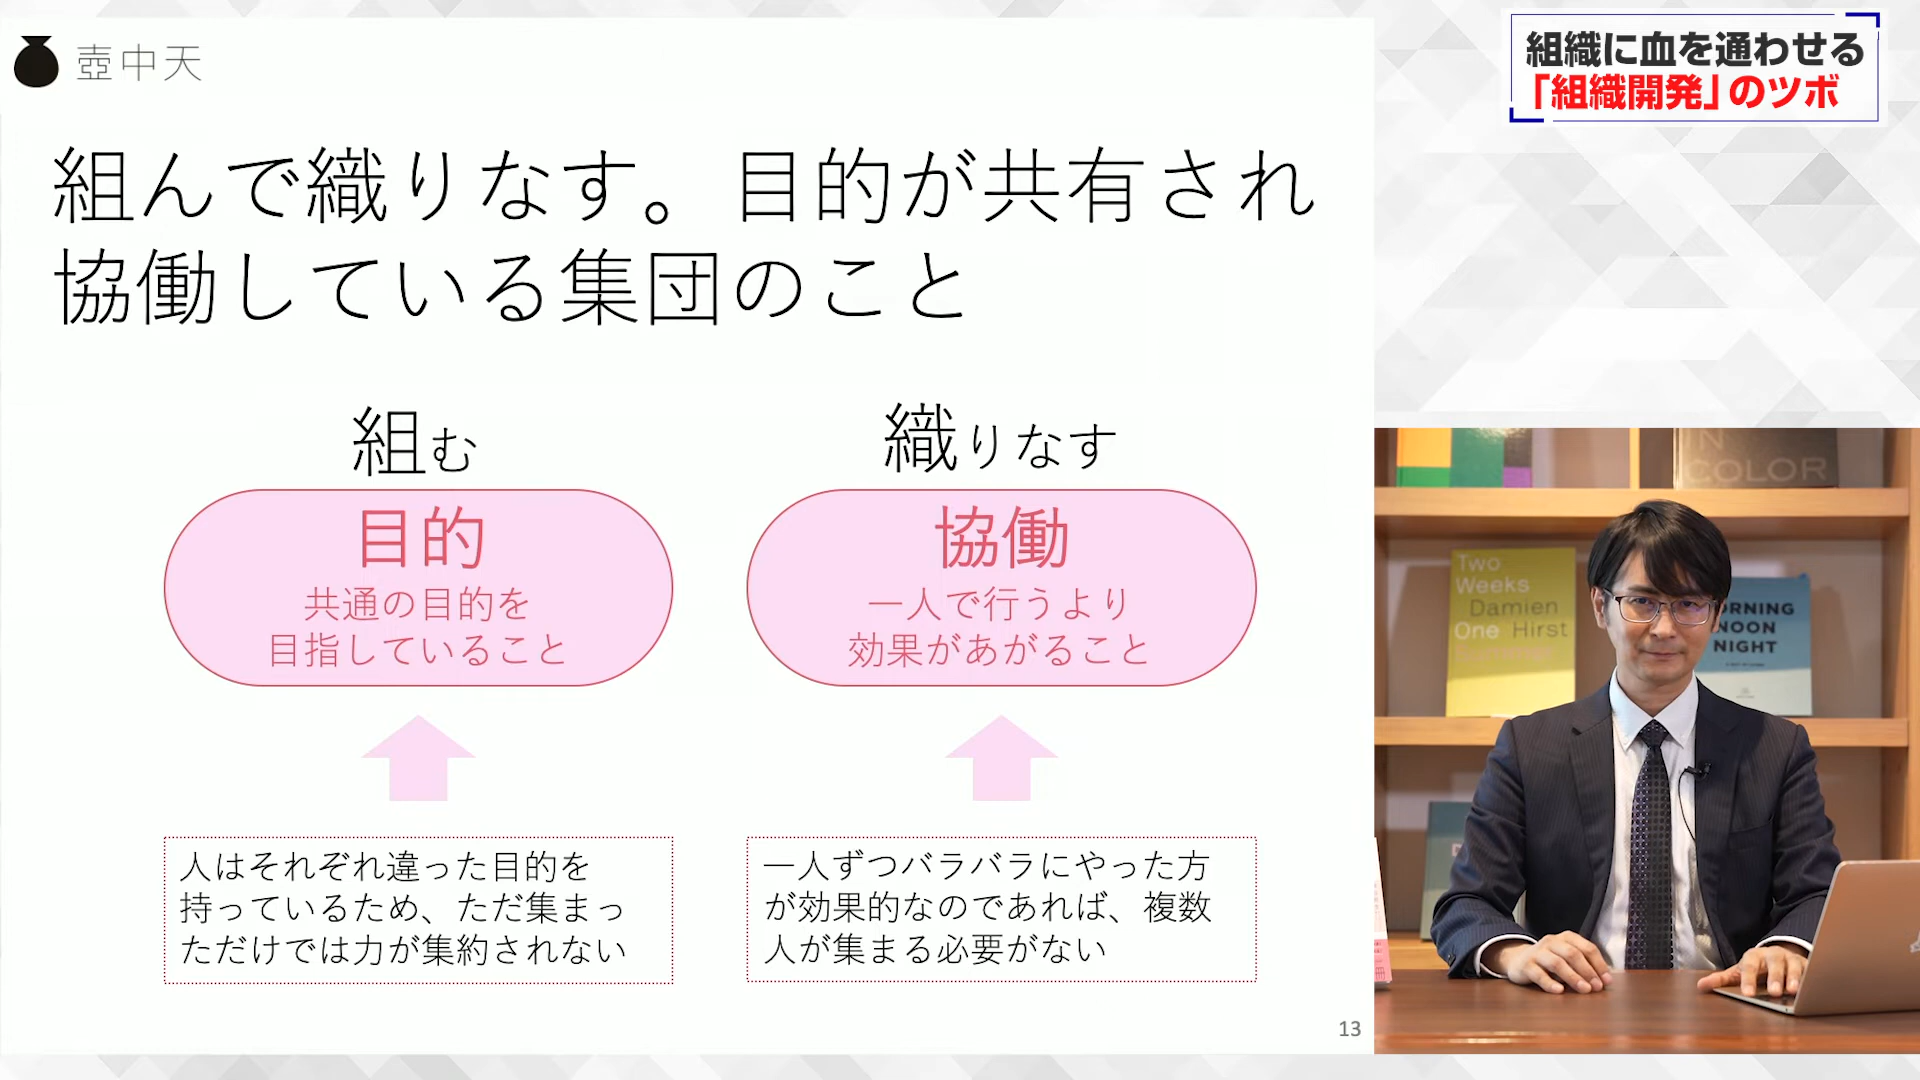 壺中天
組織に血を通わせる
「組織開発」のツボ
組んで織りなす。目的が共有され
協働している集団のこと
組む
目的
共通の目的を
目指していること
人はそれぞれ違った目的を
持っているため、ただ集まっ
ただけでは力が集約されない
織りなす
協働
一人で行うより
効果があがること
一人ずつバラバラにやった方
が効果的なのであれば、複数
人が集まる必要がない
13
IN
COLOR
Two
Weeks
Damien
One Hirst
Summer
ORNING
NOON
NIGHT